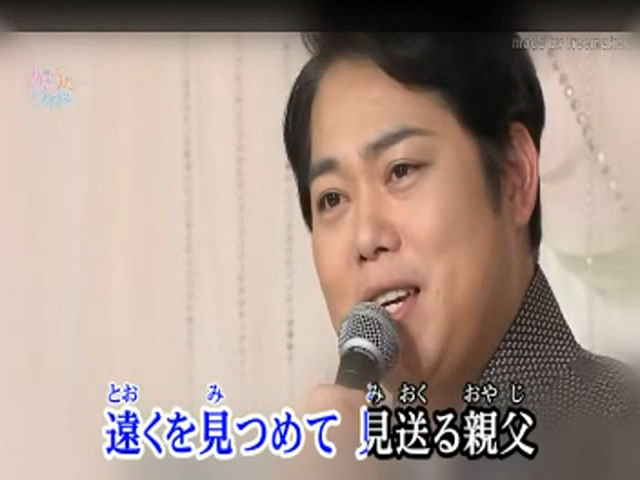 とお み み おく おや じ
遠くを見つめて 見送る親父